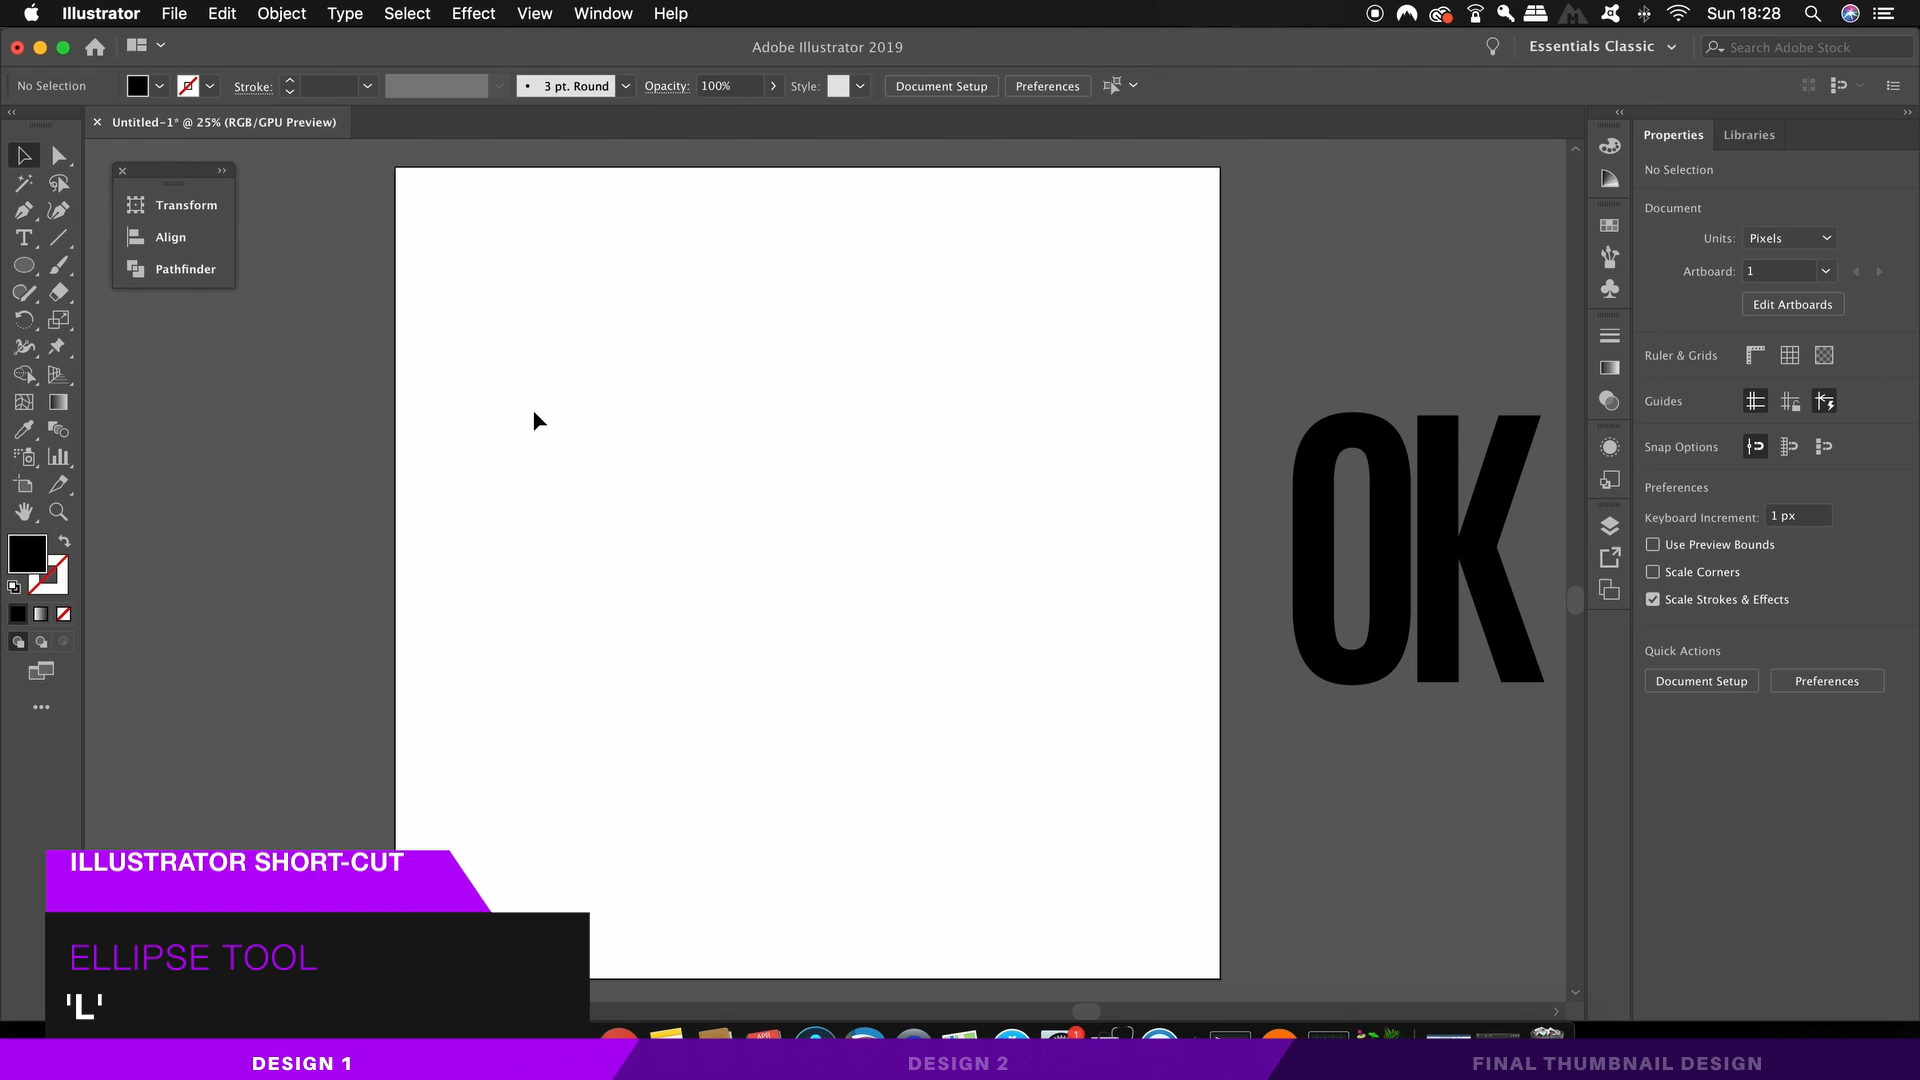 Illustrator File Edit Object Type Select Effect View Window Help Sun 18:28
Adobe Illustrator 2019 Essentials Classic Search Adobe Stock
No Selection Stroke: 3 pt. Round Opacity: 100% Style: Document Setup Preferences
Untitled-1* @ 25% (RGB/GPU Preview)
Transform
Align
Pathfinder
OK
Properties Libraries
No Selection
Document
Units: Pixels
Artboard: 1
Edit Artboards
Ruler & Grids
Guides
Snap Options
Preferences
Keyboard Increment: 1 px
Use Preview Bounds
Scale Corners
Scale Strokes & Effects
Quick Actions
Document Setup Preferences
ILLUSTRATOR SHORT-CUT
ELLIPSE TOOL
'L'
APR 1
DESIGN 1 DESIGN 2 FINAL THUMBNAIL DESIGN